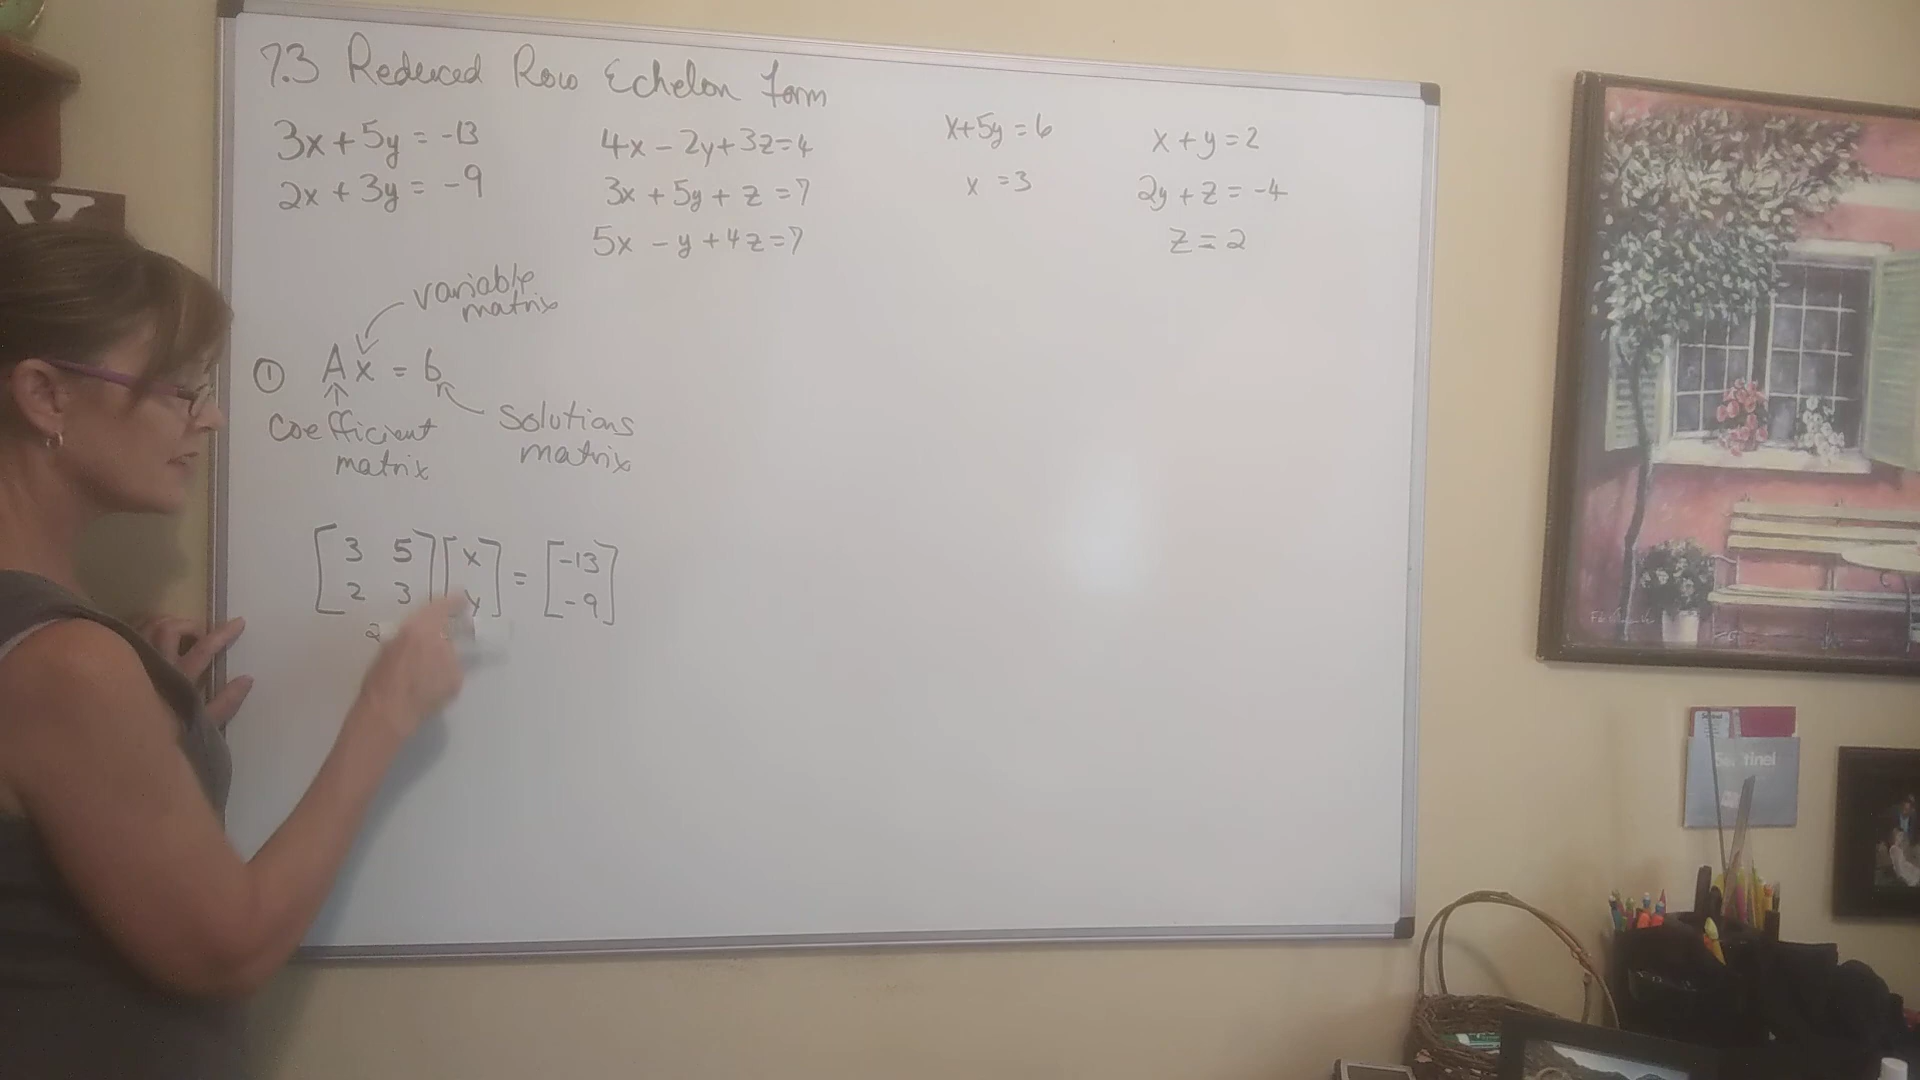 7.3 Reduced Row Echelon Form
3x + 5y = -13
2x + 3y = -9
4x - 2y + 3z = 4
3x + 5y + z = 7
5x - y + 4z = 7
x + 5y = 6
x = 3
x + y = 2
2y + z = -4
z = 2
variable
matrix
① Ax = b
coefficient
matrix
solutions
matrix
[3 5] [x] = [-13]
[2 3] [y] [-9]
2